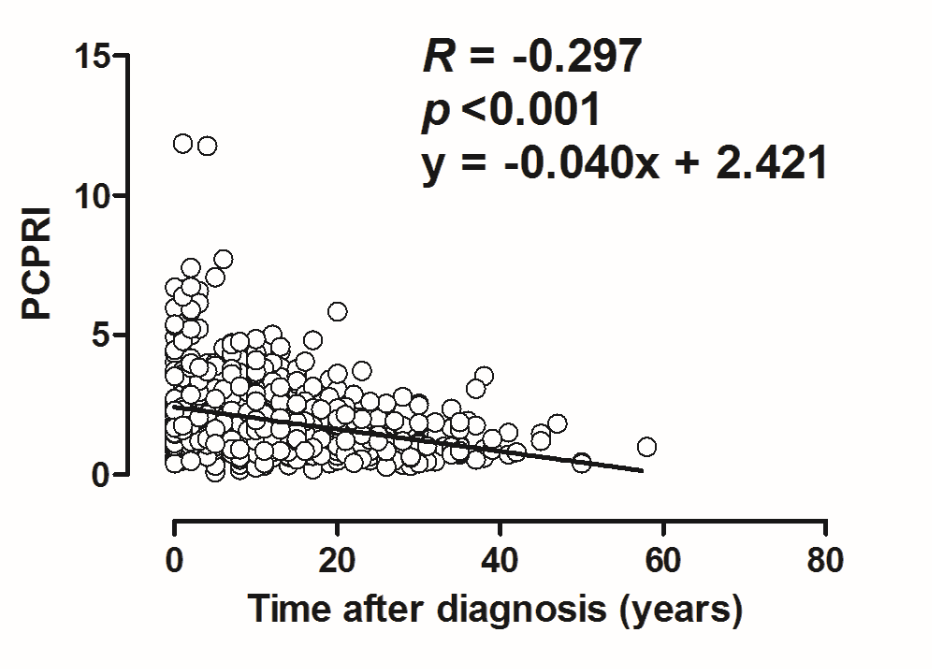 R = -0.297
p <0.001
y = -0.040x + 2.421
15
10
5
0
PCPRI
0 20 40 60 80
Time after diagnosis (years)